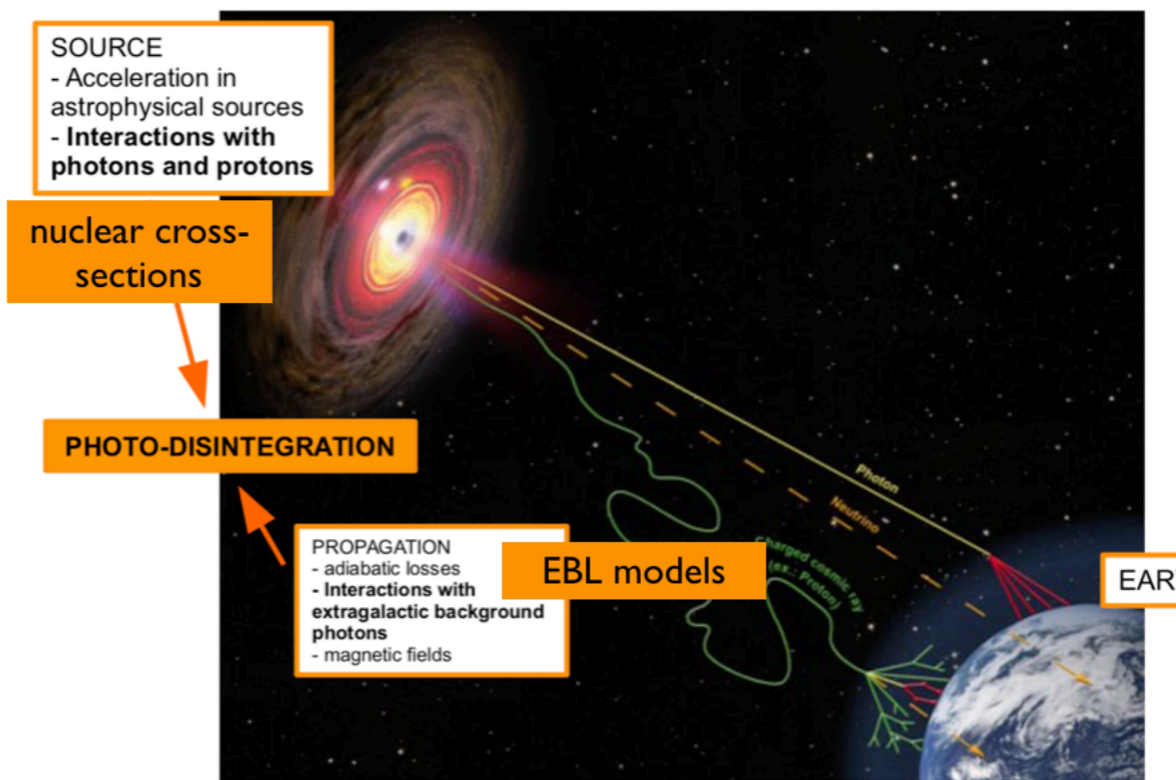 SOURCE
- Acceleration in
astrophysical sources
- Interactions with
photons and protons
nuclear cross-
sections
PHOTO-DISINTEGRATION
PROPAGATION
- adiabatic losses
- Interactions with
extragalactic background
photons
- magnetic fields
EBL models
Photon
Neutrino
Charged cosmic ray
(ex.: Proton)
EAR